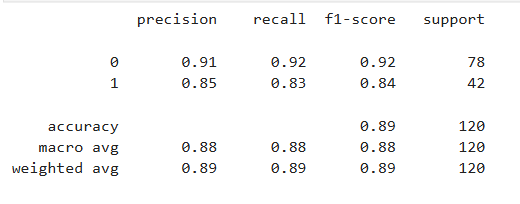 precision recall f1-score support
0 0.91 0.92 0.92 78
1 0.85 0.83 0.84 42
accuracy 0.89 120
macro avg 0.88 0.88 0.88 120
weighted avg 0.89 0.89 0.89 120